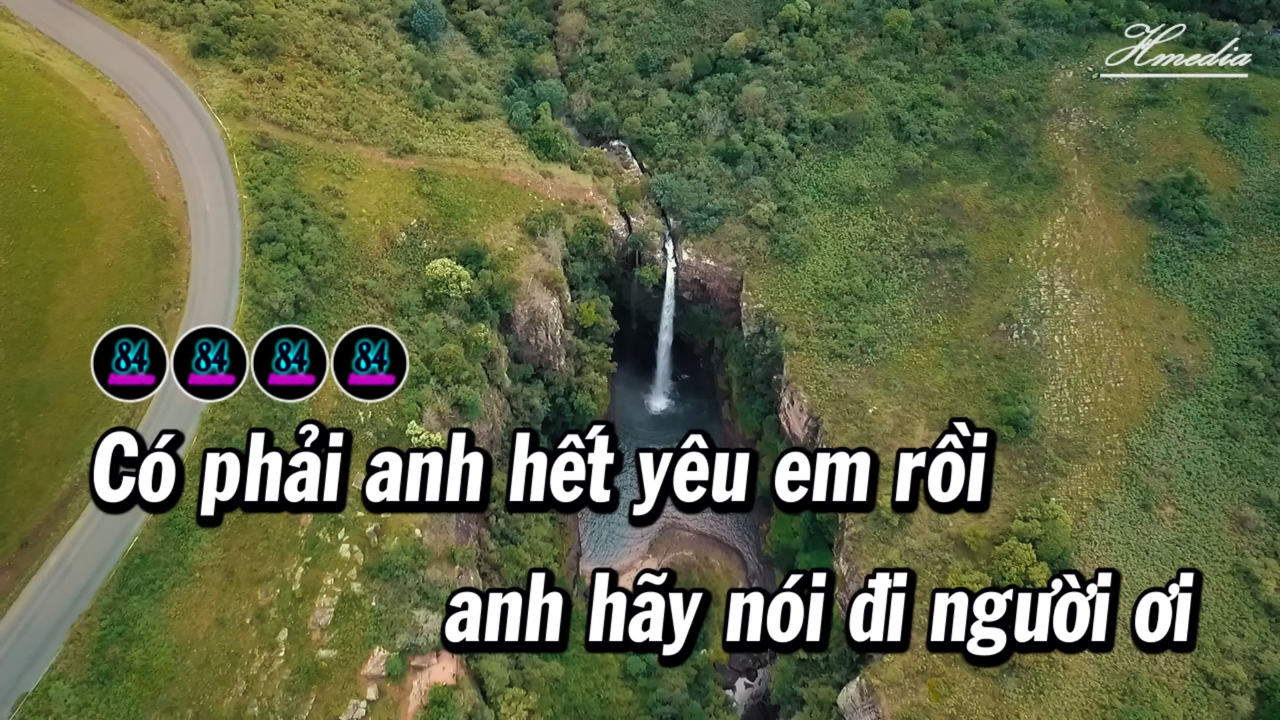 Hmedia
84 84 84 84
Có phải anh hết yêu em rồi
anh hãy nói đi người ơi